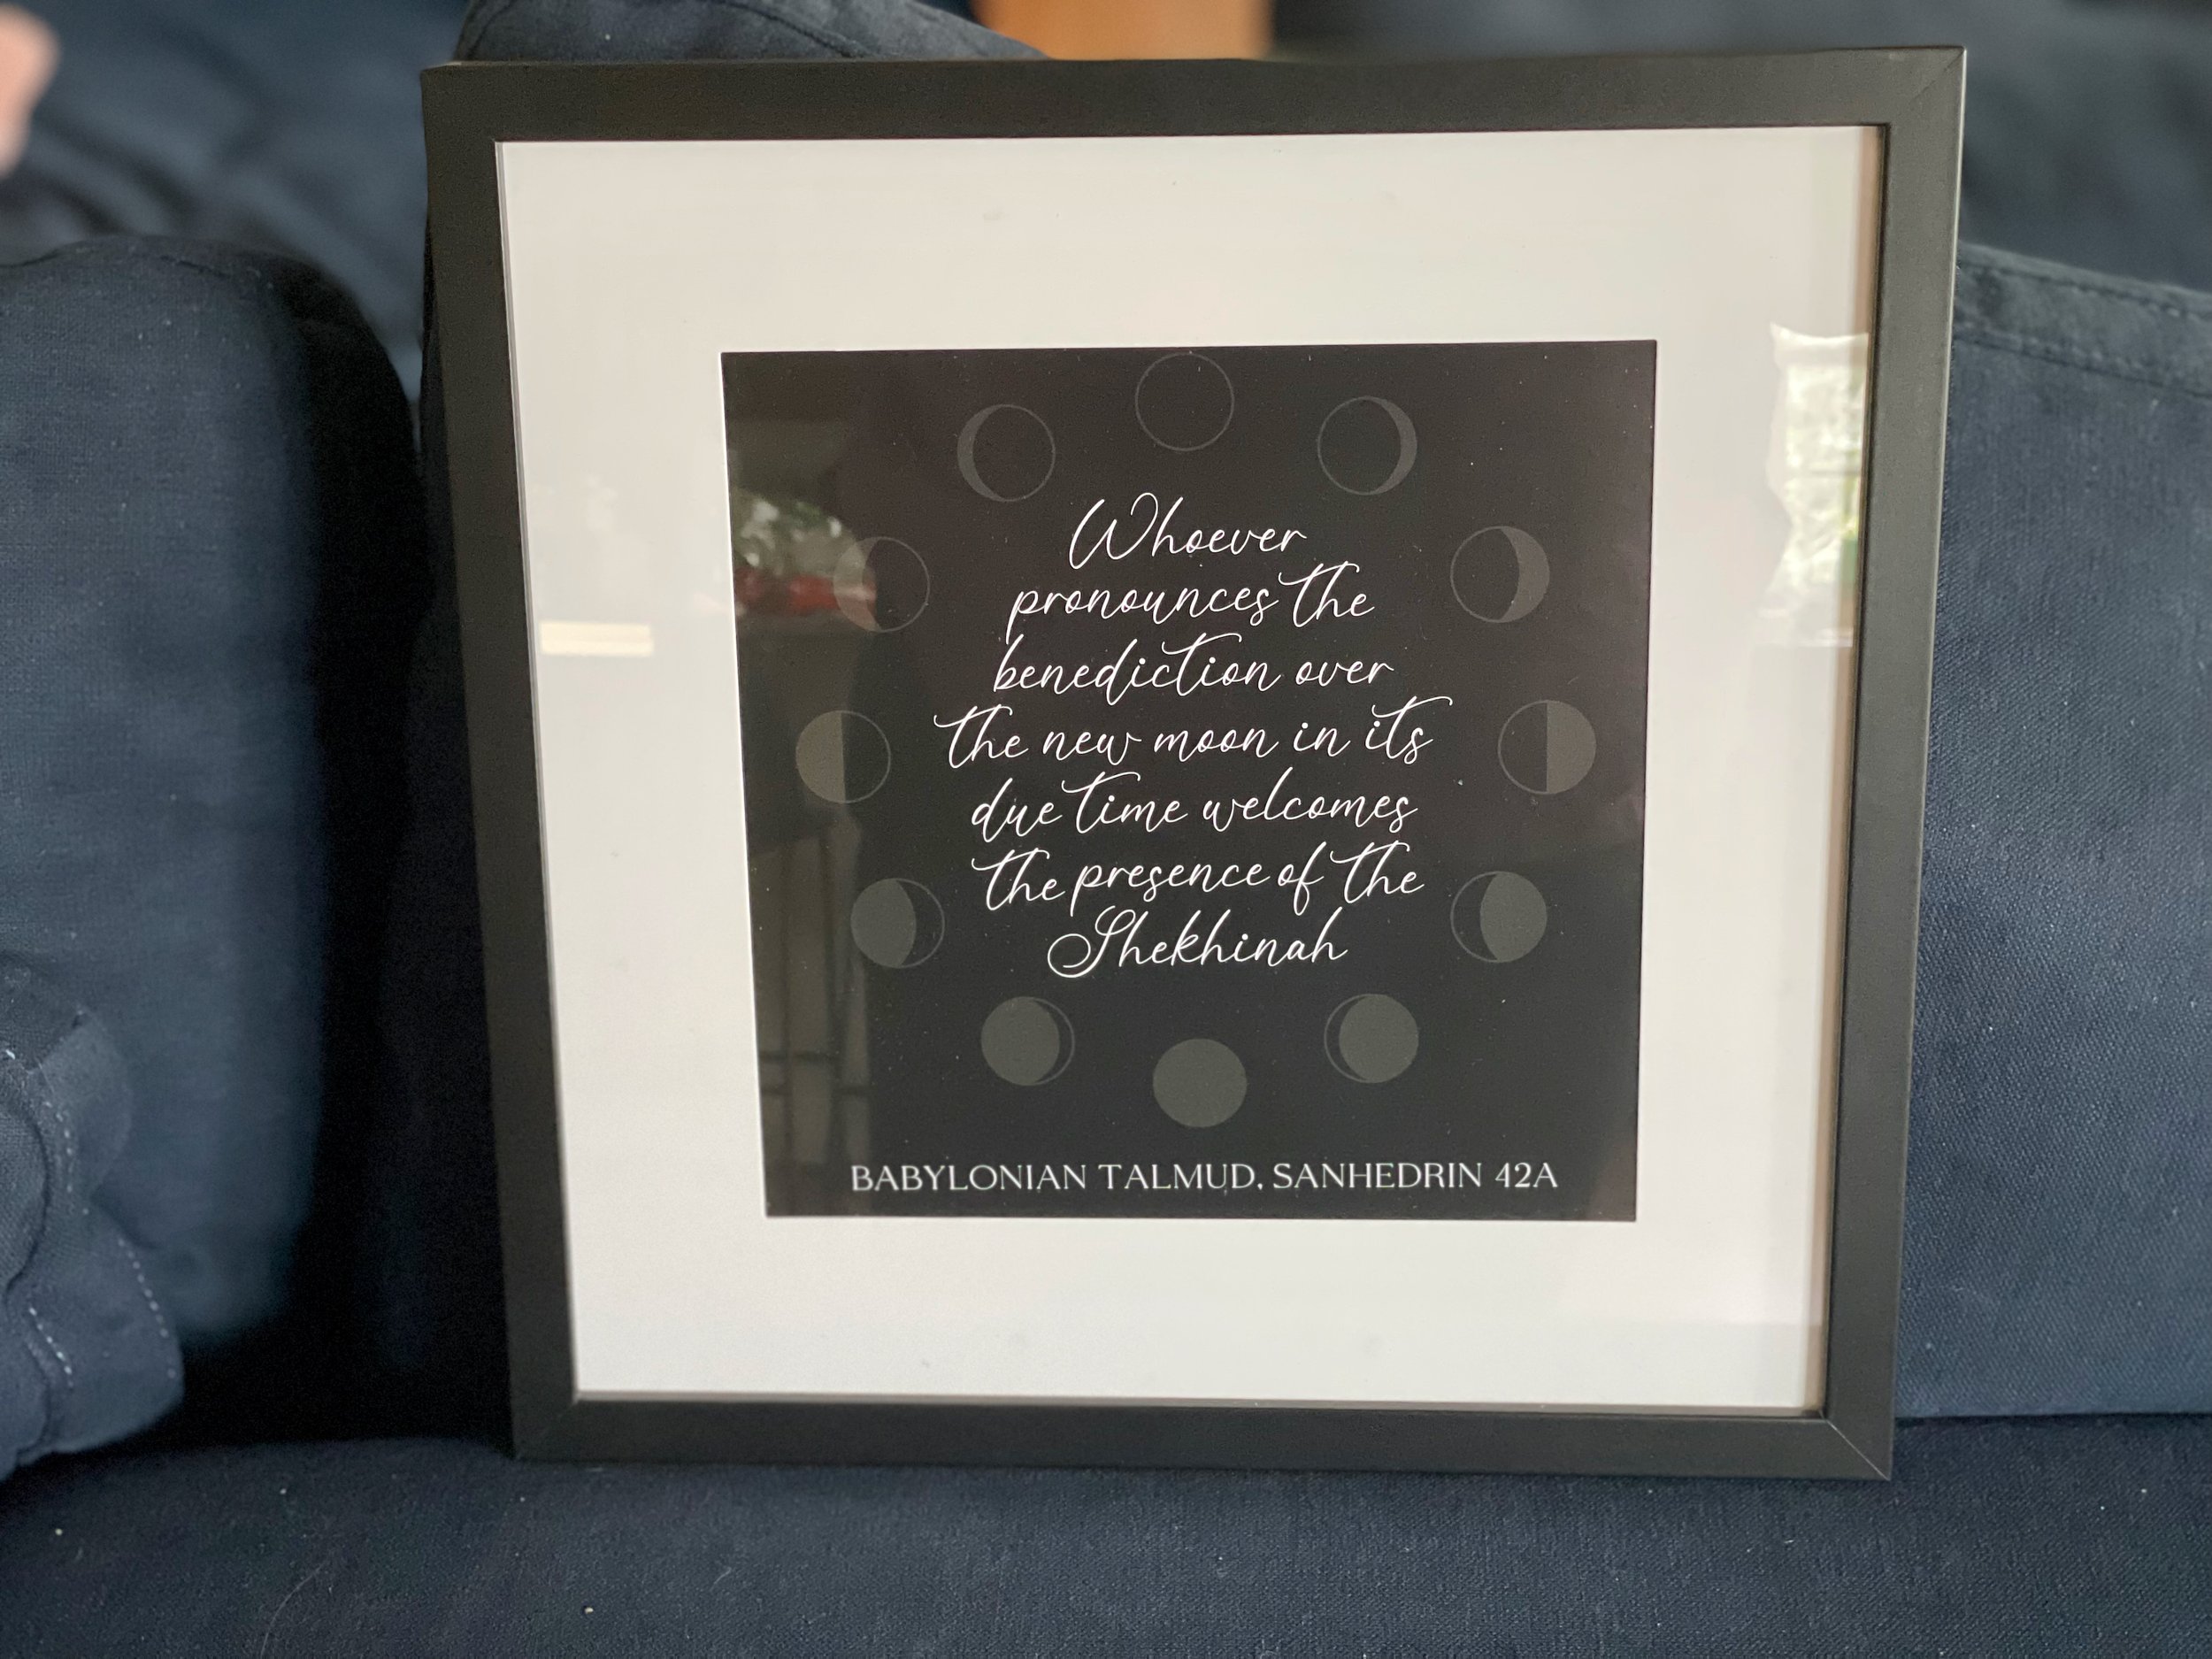 Whoever
pronounces the
benediction over
the new moon in its
due time welcomes
the presence of the
Shekhinah
BABYLONIAN TALMUD, SANHEDRIN 42A